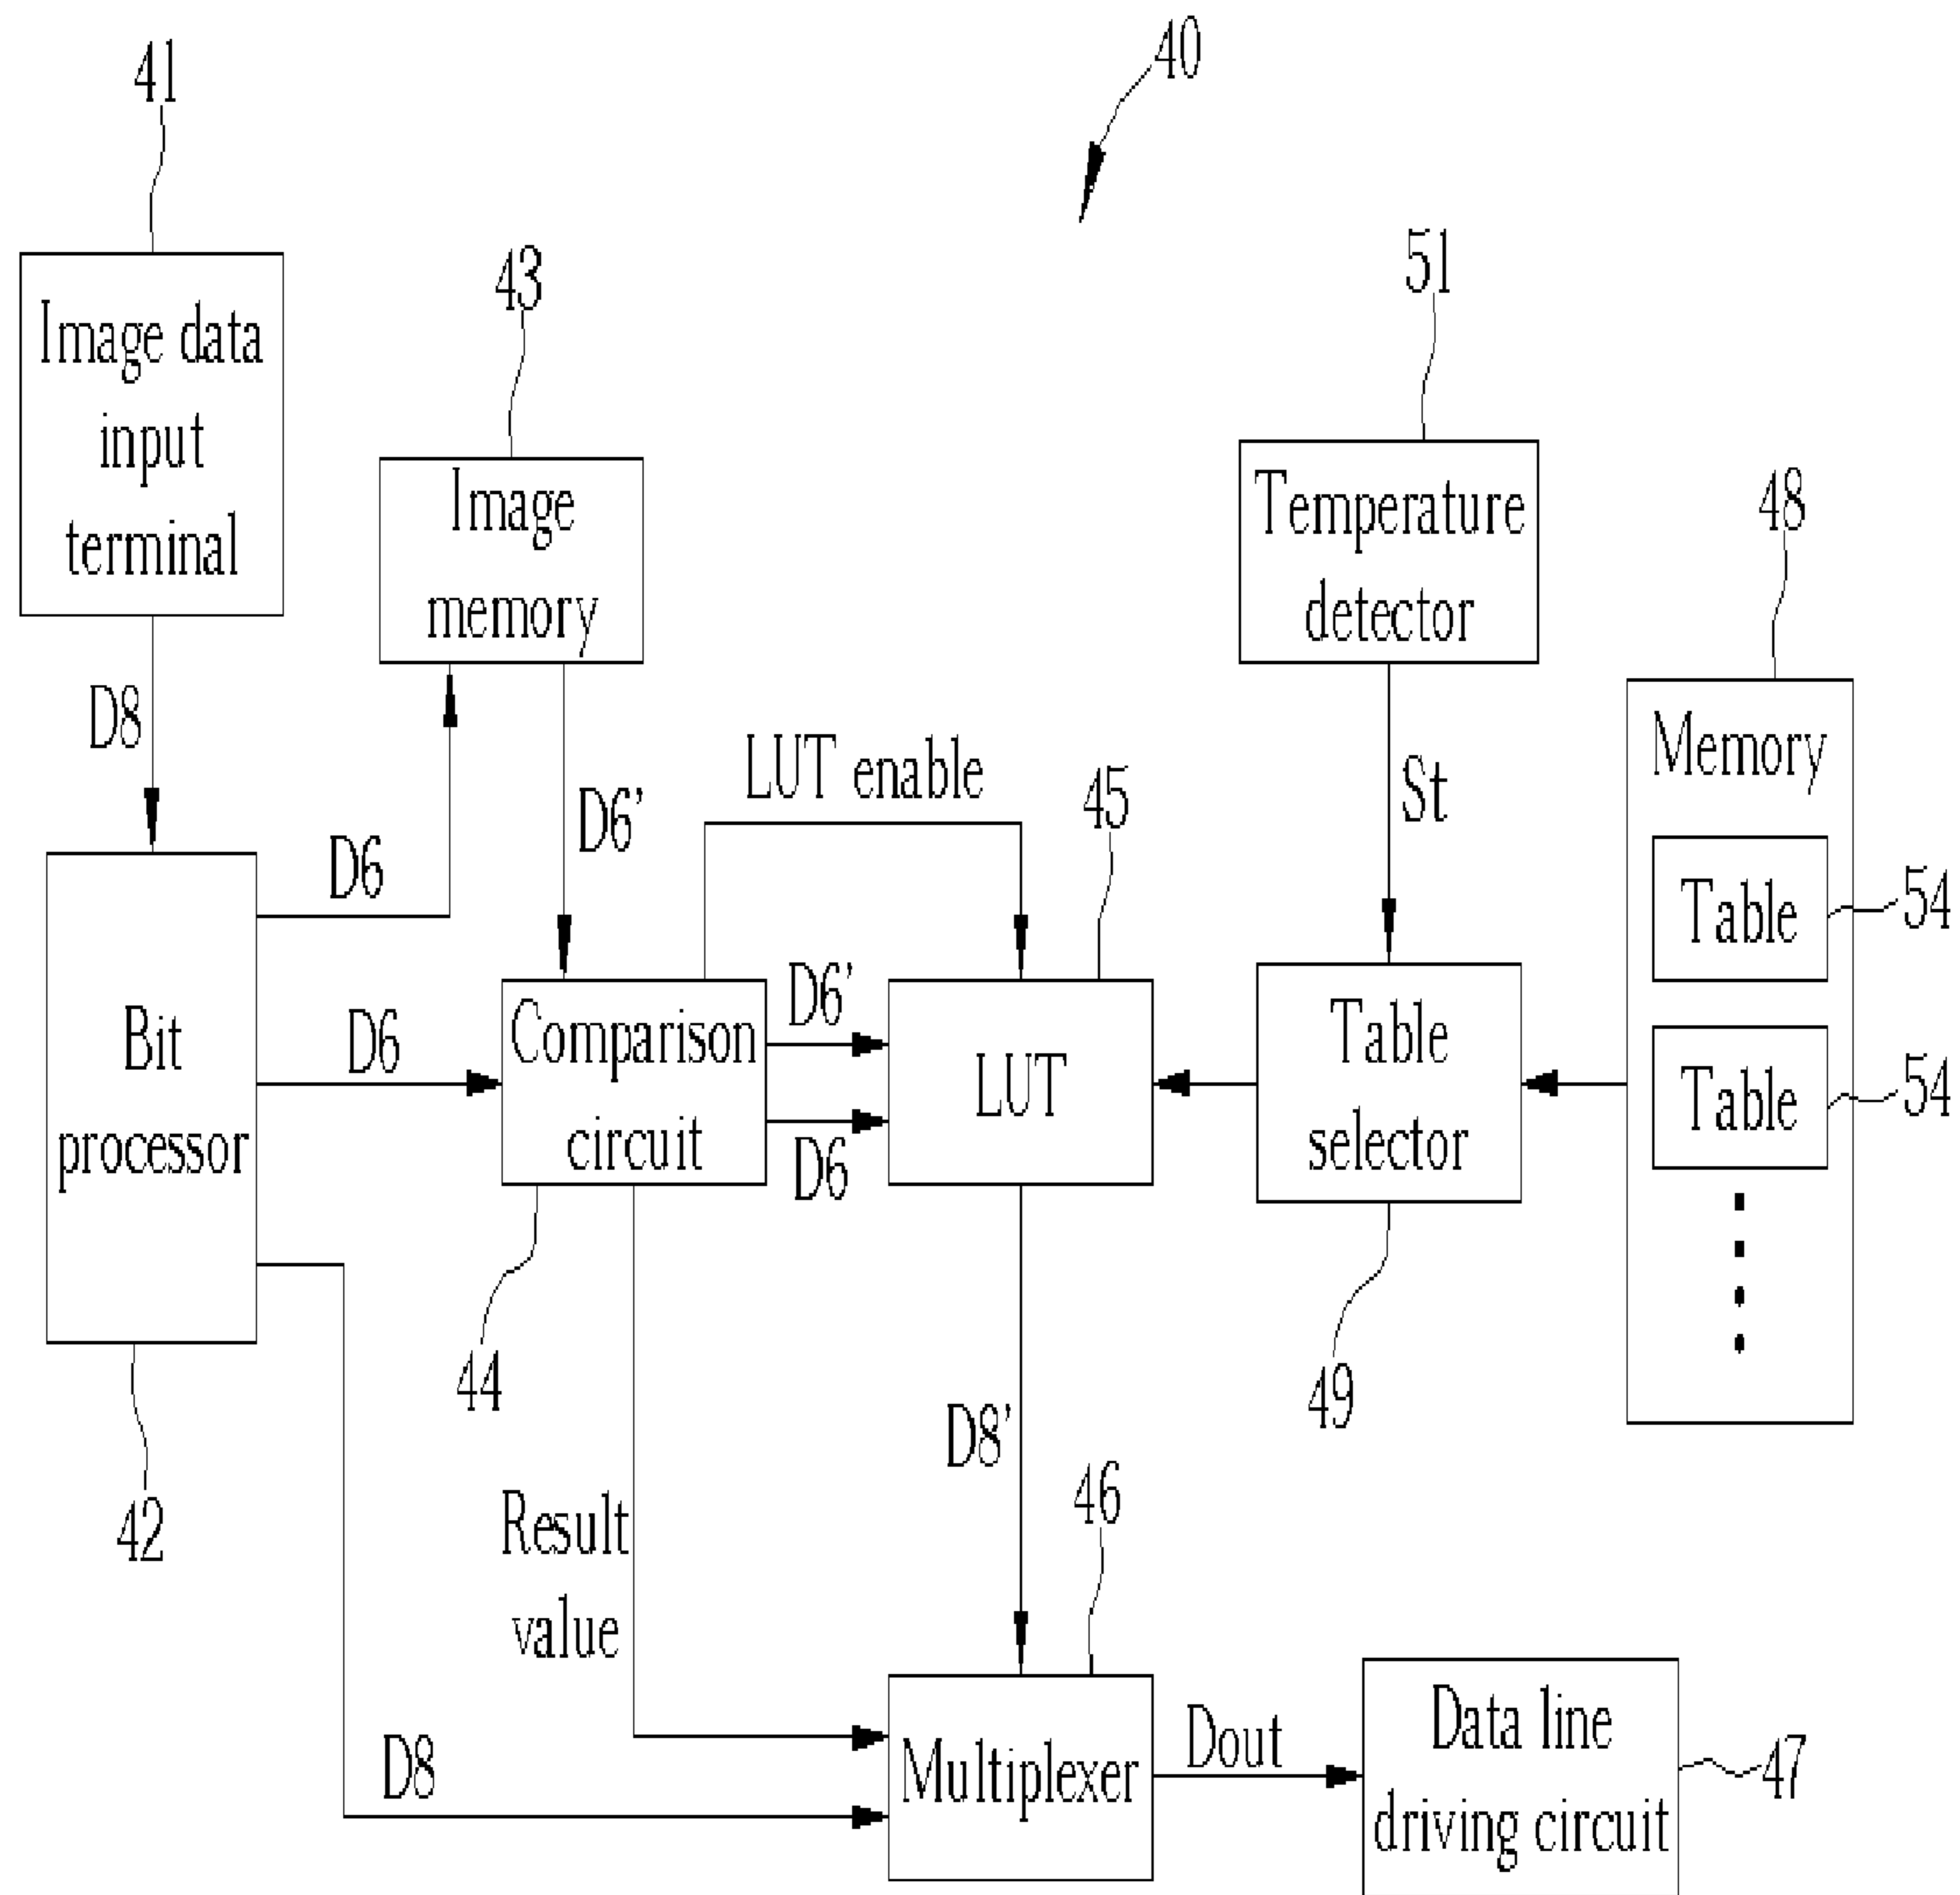 40
41
43
51
48
Image data
input
terminal
Image
memory
Temperature
detector
Memory
D8
D6
D6'
LUT enable
45
St
Table
54
Table
54
Bit
processor
D6
Comparison
circuit
D6'
D6
LUT
Table
selector
42
44
49
D8'
Result
value
46
D8
Multiplexer
Dout
Data line
driving circuit
47